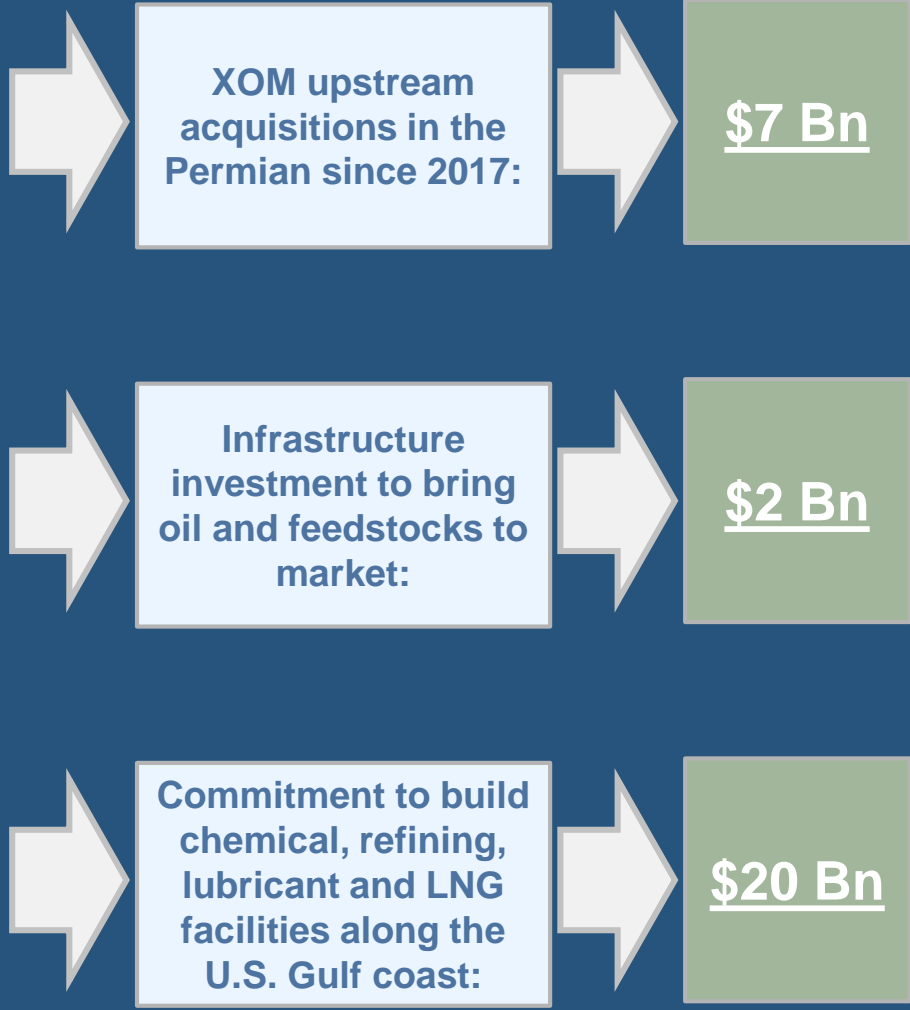 XOM upstream
acquisitions in the
Permian since 2017:
$7 Bn
Infrastructure
investment to bring
oil and feedstocks to
market:
$2 Bn
Commitment to build
chemical, refining,
lubricant and LNG
facilities along the
U.S. Gulf coast:
$20 Bn